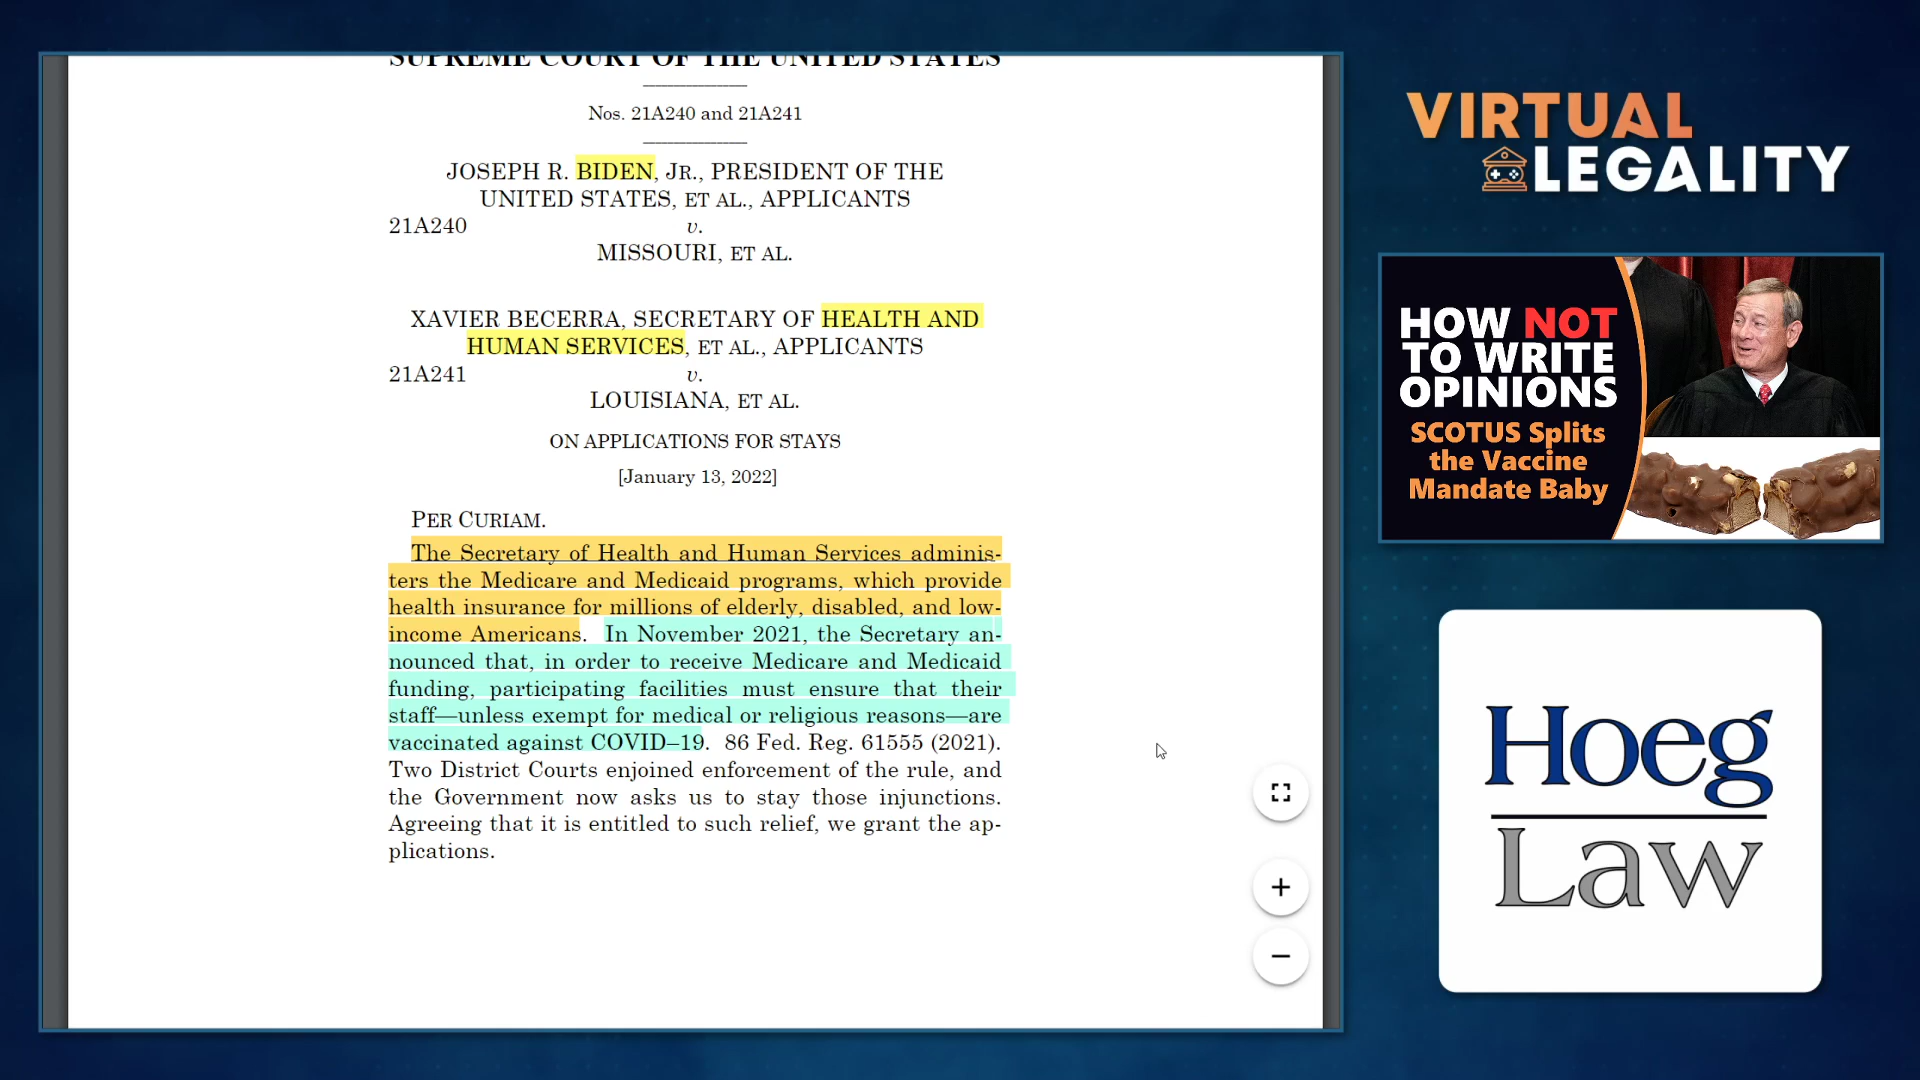 SUPREME COURT OF THE UNITED STATES
Nos. 21A240 and 21A241
JOSEPH R. BIDEN, JR., PRESIDENT OF THE
UNITED STATES, ET AL., APPLICANTS
21A240 v.
MISSOURI, ET AL.
XAVIER BECERRA, SECRETARY OF HEALTH AND
HUMAN SERVICES, ET AL., APPLICANTS
21A241 v.
LOUISIANA, ET AL.
ON APPLICATIONS FOR STAYS
[January 13, 2022]
PER CURIAM.
The Secretary of Health and Human Services adminis-
ters the Medicare and Medicaid programs, which provide
health insurance for millions of elderly, disabled, and low-
income Americans. In November 2021, the Secretary an-
nounced that, in order to receive Medicare and Medicaid
funding, participating facilities must ensure that their
staff—unless exempt for medical or religious reasons—are
vaccinated against COVID–19. 86 Fed. Reg. 61555 (2021).
Two District Courts enjoined enforcement of the rule, and
the Government now asks us to stay those injunctions.
Agreeing that it is entitled to such relief, we grant the ap-
plications.
VIRTUAL
LEGALITY
HOW NOT
TO WRITE
OPINIONS
SCOTUS Splits
the Vaccine
Mandate Baby
Hoeg
Law